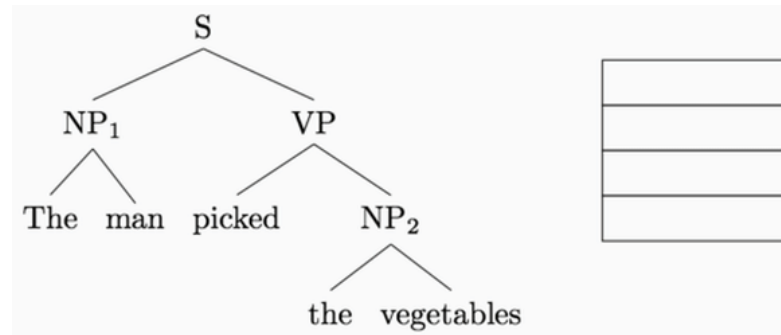 S
NP₁ VP
The man picked NP₂
the vegetables